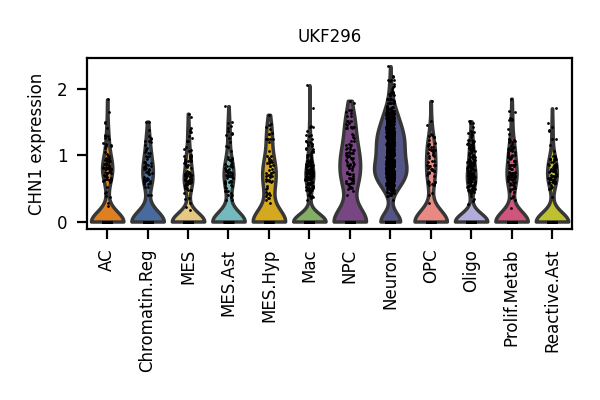 UKF296
CHN1 expression
2
1
0
AC
Chromatin.Reg
MES
MES.Ast
MES.Hyp
Mac
NPC
Neuron
OPC
Oligo
Prolif.Metab
Reactive.Ast